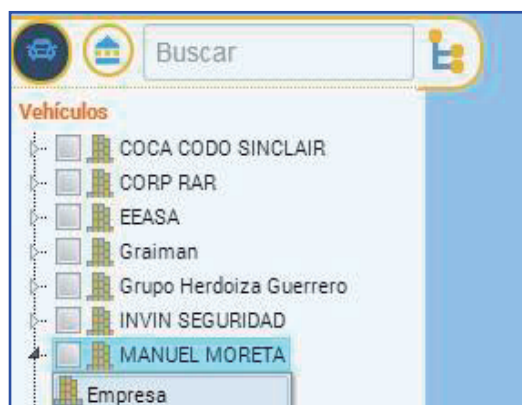 Buscar
Vehículos
COCA CODO SINCLAIR
CORP RAR
EEASA
Graiman
Grupo Herdoiza Guerrero
INVIN SEGURIDAD
MANUEL MORETA
Empresa